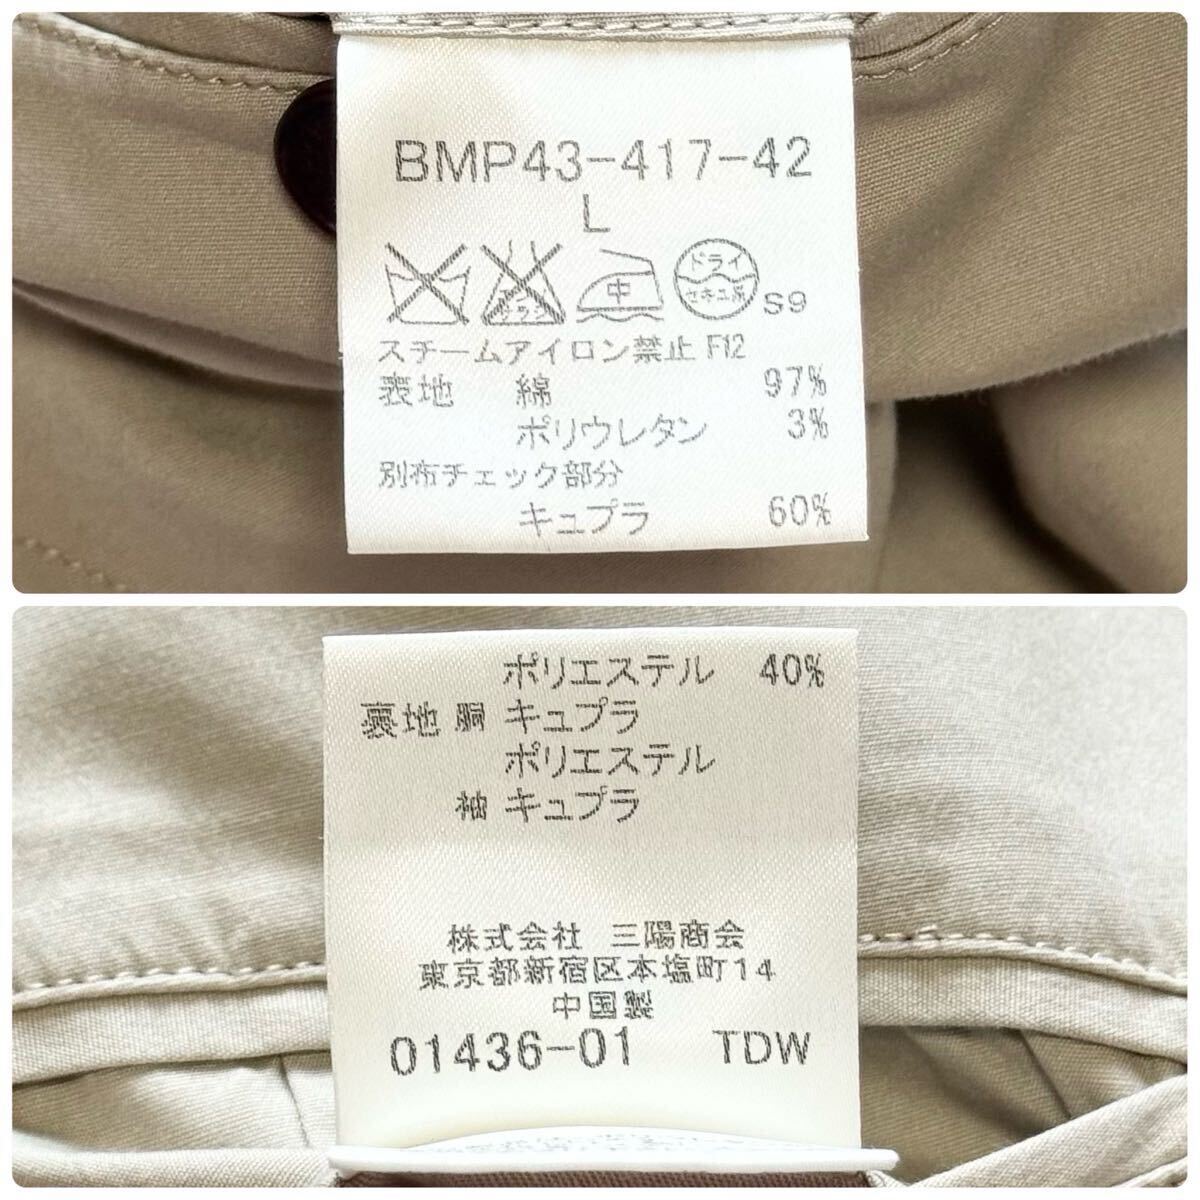 BMP43-417-42
L
中
ドライ
セキユ系
S9
スチームアイロン禁止 F12
表地 綿 97%
ポリウレタン 3%
別布チェック部分
キュプラ 60%
ポリエステル 40%
裏地 胴 キュプラ
ポリエステル
袖 キュプラ
株式会社 三陽商会
東京都新宿区本塩町14
中国製
01436-01 TDW